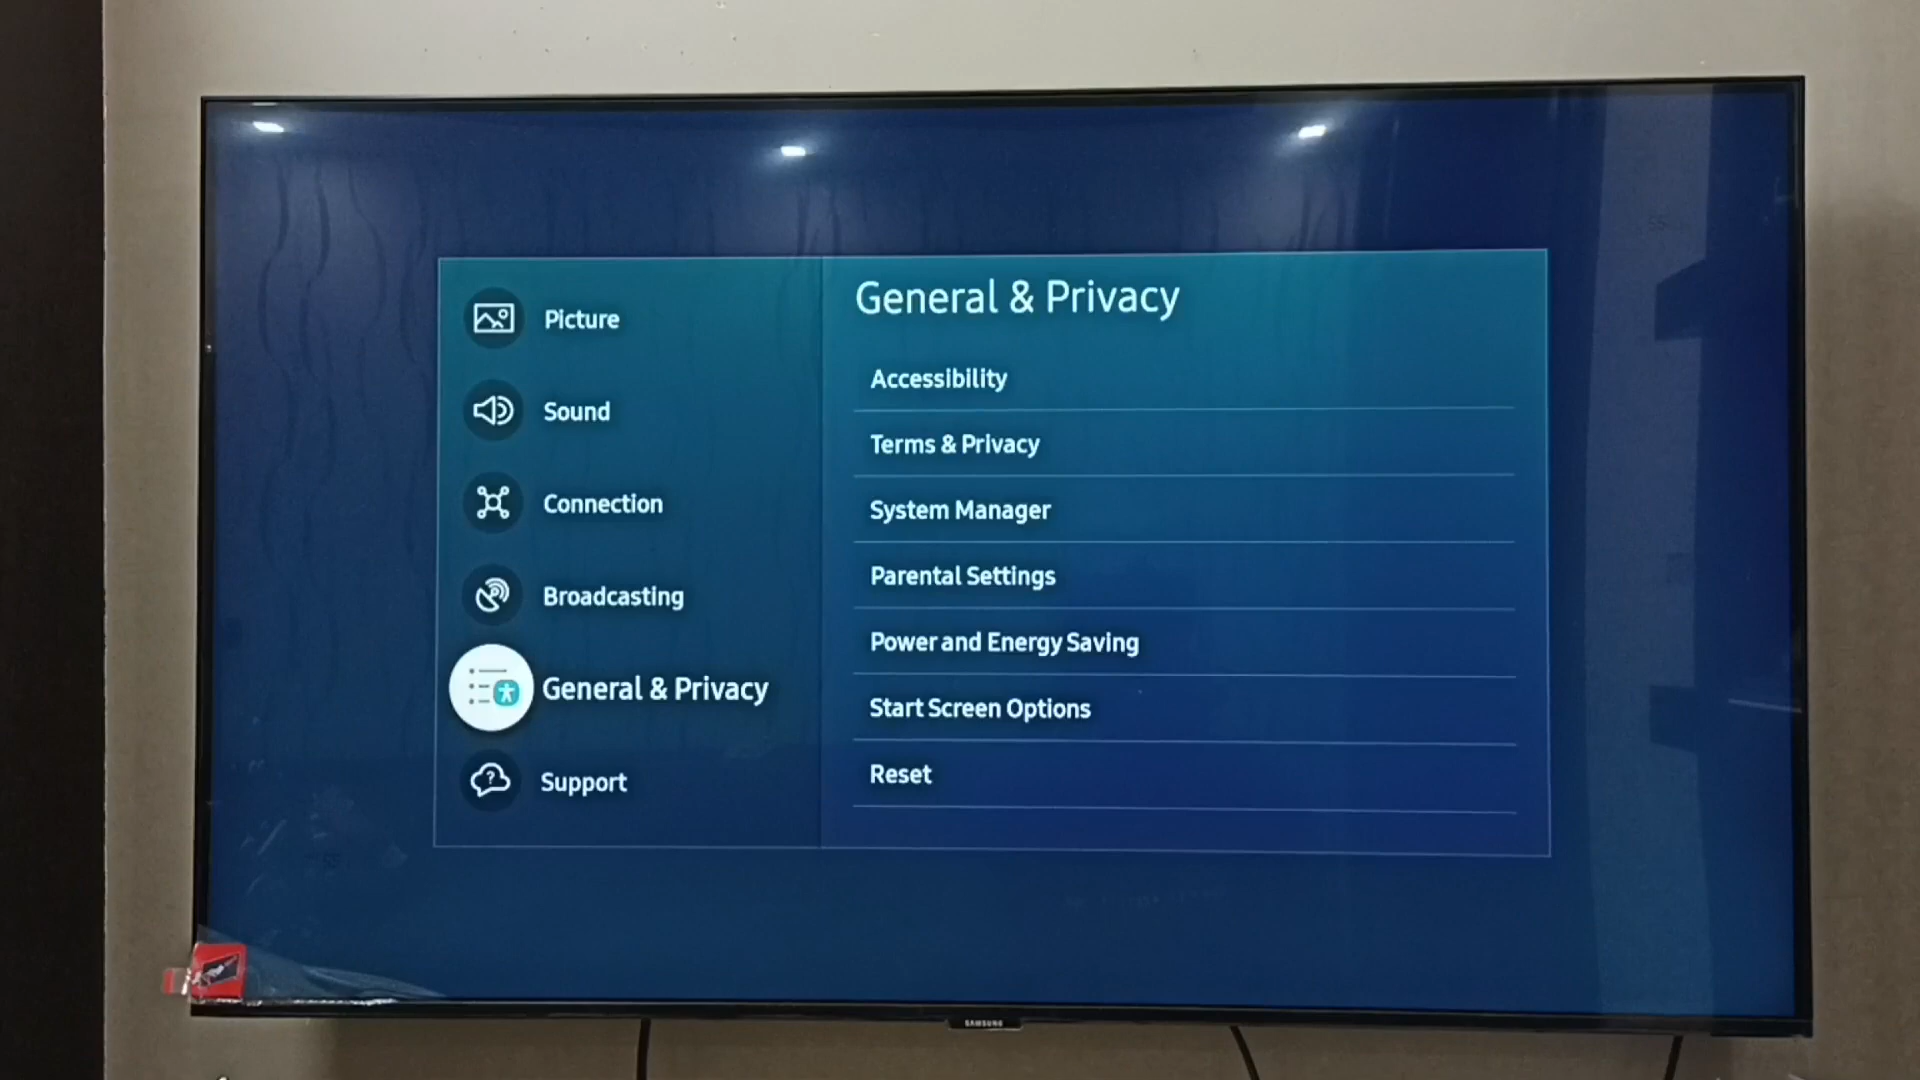 Picture
Sound
Connection
Broadcasting
General & Privacy
Support
General & Privacy
Accessibility
Terms & Privacy
System Manager
Parental Settings
Power and Energy Saving
Start Screen Options
Reset
SAMSUNG